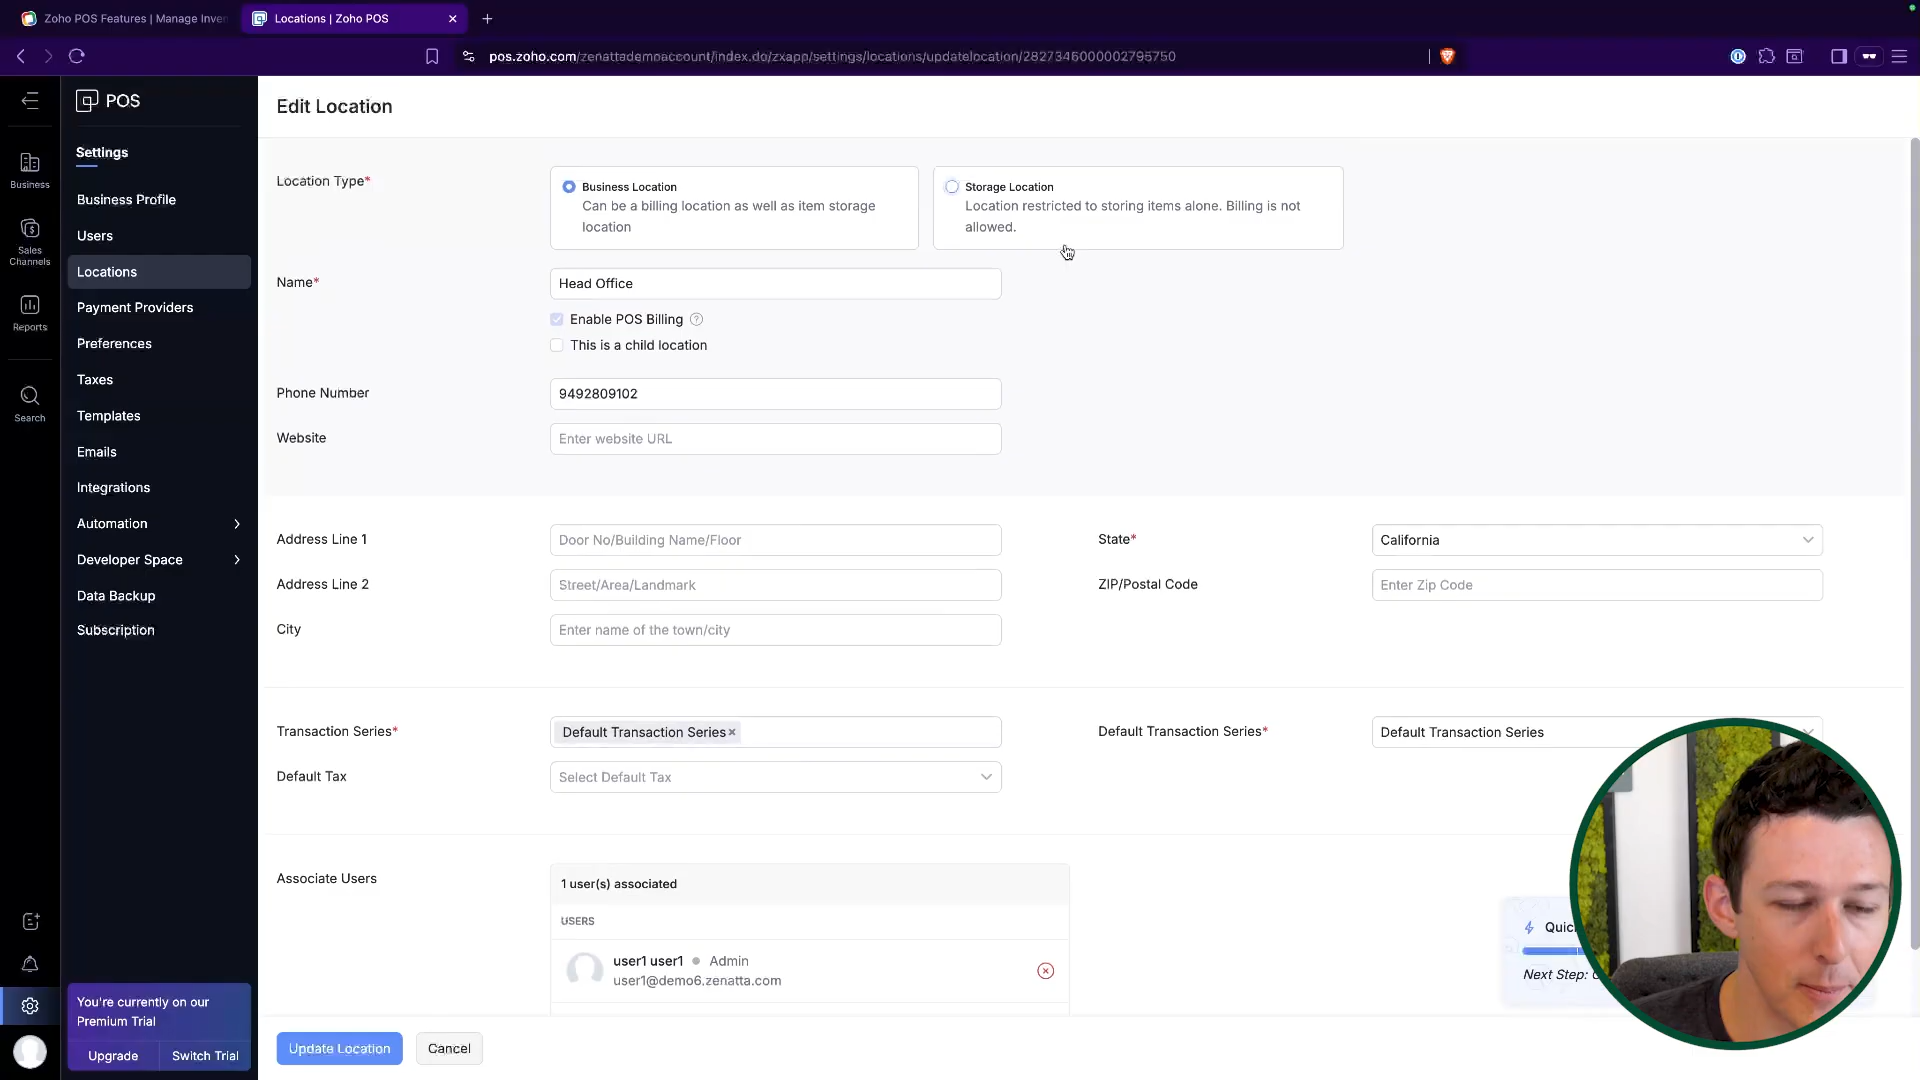 Zoho POS Features | Manage Inven
Locations | Zoho POS
pos.zoho.com/zenattademoaccount/index.do/zxapp/settings/locations/updatelocation/2827346000002795750
POS
Business
Sales
Channels
Reports
Search
Settings
Business Profile
Users
Locations
Payment Providers
Preferences
Taxes
Templates
Emails
Integrations
Automation
Developer Space
Data Backup
Subscription
You're currently on our
Premium Trial
Upgrade
Switch Trial
Edit Location
Location Type*
Business Location
Can be a billing location as well as item storage
location
Storage Location
Location restricted to storing items alone. Billing is not
allowed.
Name*
Head Office
Enable POS Billing ?
This is a child location
Phone Number
9492809102
Website
Enter website URL
Address Line 1
Door No/Building Name/Floor
State*
California
Address Line 2
Street/Area/Landmark
ZIP/Postal Code
Enter Zip Code
City
Enter name of the town/city
Transaction Series*
Default Transaction Series×
Default Transaction Series*
Default Transaction Series
Default Tax
Select Default Tax
Associate Users
1 user(s) associated
USERS
user1 user1 • Admin
user1@demo6.zenatta.com
Next Step:
Update Location
Cancel